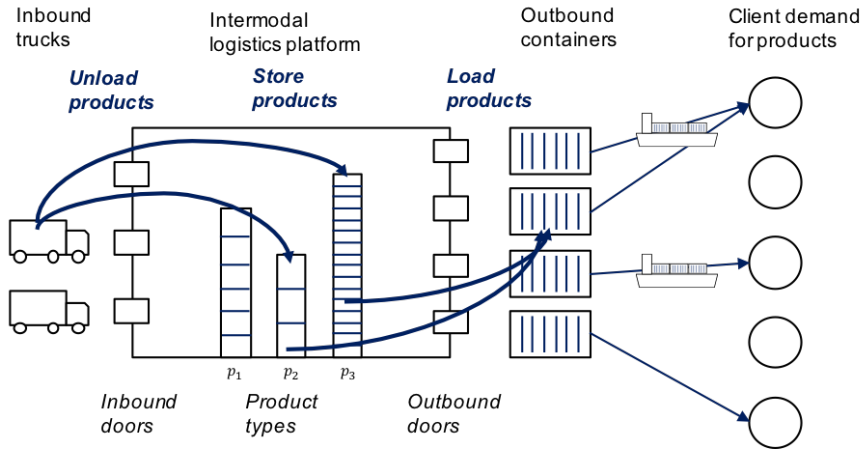 Inbound
trucks
Intermodal
logistics platform
Outbound
containers
Client demand
for products
Unload
products
Store
products
Load
products
p₁
p₂
p₃
Inbound
doors
Product
types
Outbound
doors